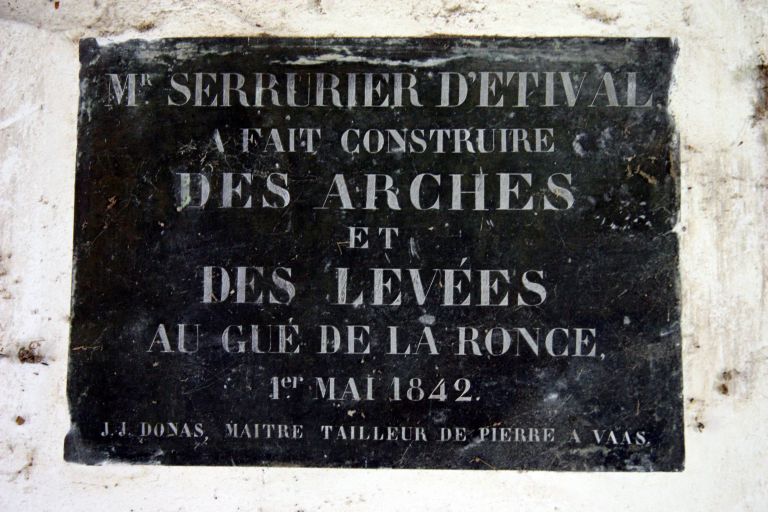 Mr SERRURIER D'ETIVAL
A FAIT CONSTRUIRE
DES ARCHES
ET
DES LEVÉES
AU GUÉ DE LA RONCE,
1er MAI 1842.
J. J. DONAS, MAITRE TAILLEUR DE PIERRE A VAAS.